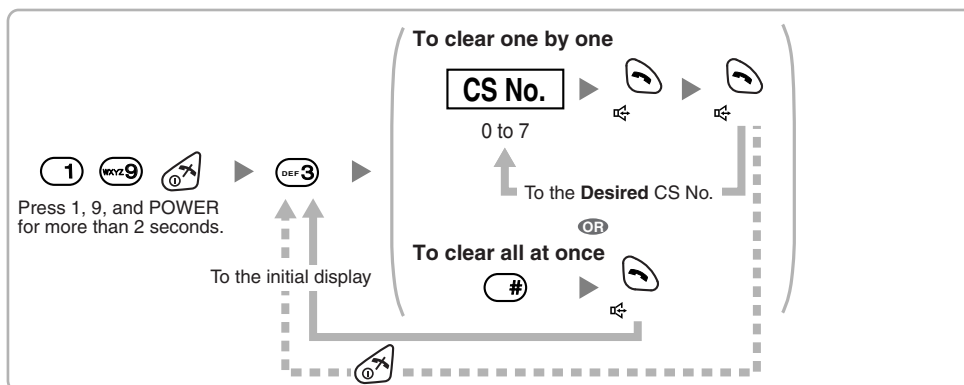 To clear one by one
CS No.
0 to 7
To the Desired CS No.
1 WXYZ 9
DEF 3
Press 1, 9, and POWER
for more than 2 seconds.
OR
To clear all at once
#
To the initial display